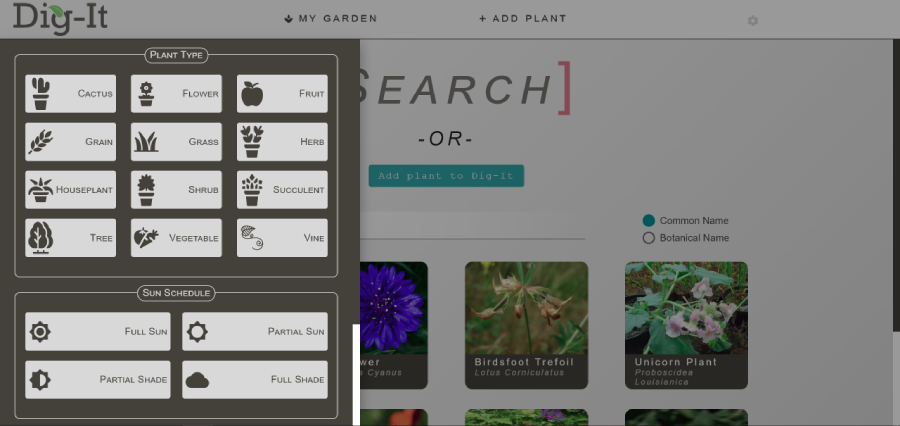 Dig-It
MY GARDEN
+ ADD PLANT
PLANT TYPE
CACTUS
FLOWER
FRUIT
GRAIN
GRASS
HERB
HOUSEPLANT
SHRUB
SUCCULENT
TREE
VEGETABLE
VINE
SUN SCHEDULE
FULL SUN
PARTIAL SUN
PARTIAL SHADE
FULL SHADE
SEARCH]
-OR-
Add plant to Dig-It
Common Name
Botanical Name
wer
Cyanus
Birdsfoot Trefoil
Lotus Corniculatus
Unicorn Plant
Proboscidea
Louisianica